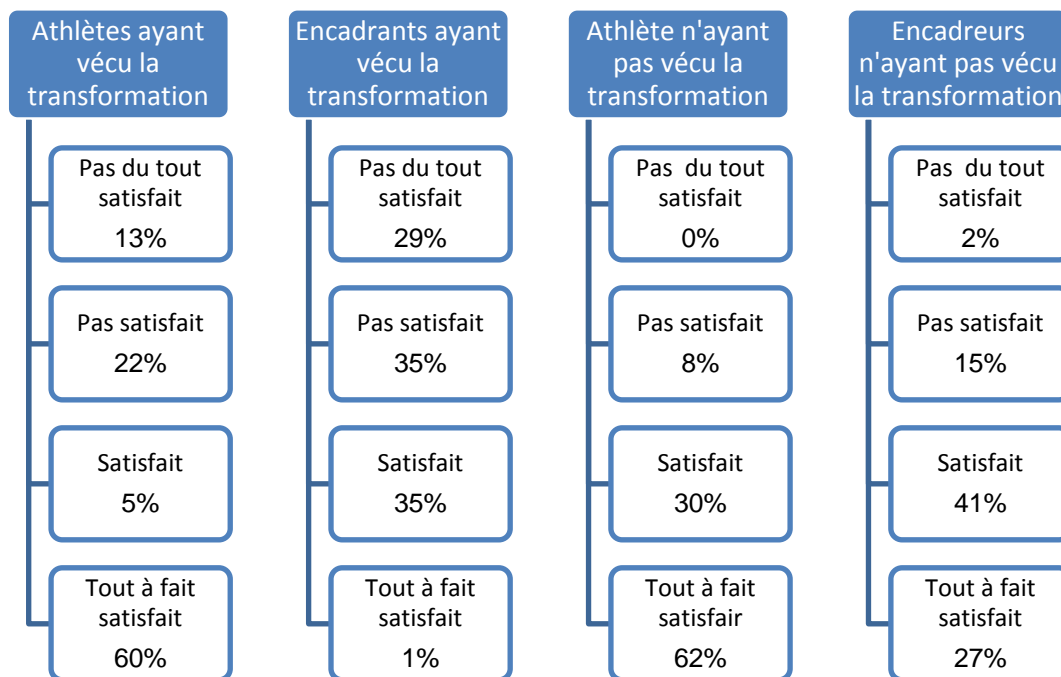 Athlètes ayant
vécu la
transformation
Pas du tout
satisfait
13%
Pas satisfait
22%
Satisfait
5%
Tout à fait
satisfait
60%
Encadrants ayant
vécu la
transformation
Pas du tout
satisfait
29%
Pas satisfait
35%
Satisfait
35%
Tout à fait
satisfait
1%
Athlète n'ayant
pas vécu la
transformation
Pas du tout
satisfait
0%
Pas satisfait
8%
Satisfait
30%
Tout à fait
satisfair
62%
Encadreurs
n'ayant pas vécu
la transformation
Pas du tout
satisfait
2%
Pas satisfait
15%
Satisfait
41%
Tout à fait
satisfait
27%